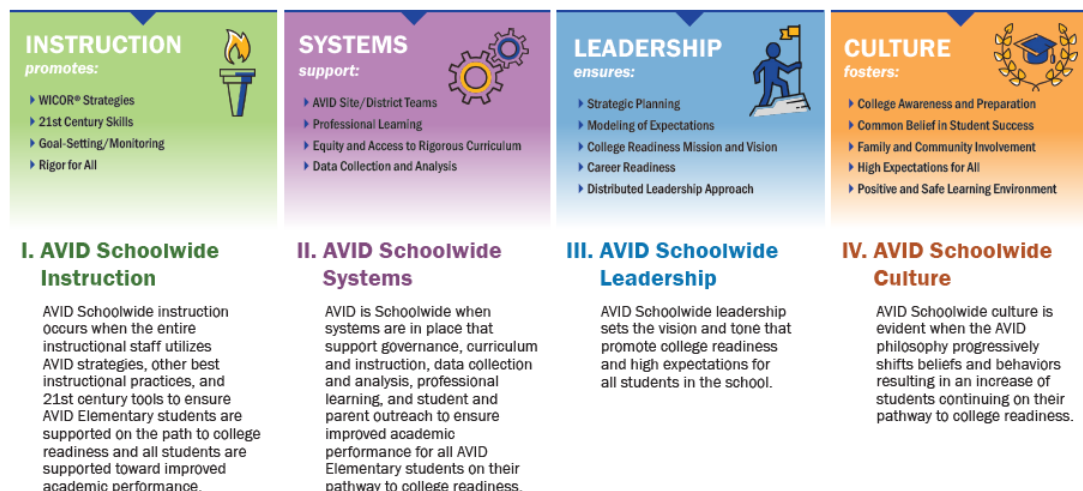 INSTRUCTION
promotes:
WICOR® Strategies
21st Century Skills
Goal-Setting/Monitoring
Rigor for All
SYSTEMS
support:
AVID Site/District Teams
Professional Learning
Equity and Access to Rigorous Curriculum
Data Collection and Analysis
LEADERSHIP
ensures:
Strategic Planning
Modeling of Expectations
College Readiness Mission and Vision
Career Readiness
Distributed Leadership Approach
CULTURE
fosters:
College Awareness and Preparation
Common Belief in Student Success
Family and Community Involvement
High Expectations for All
Positive and Safe Learning Environment
I. AVID Schoolwide
Instruction
AVID Schoolwide instruction
occurs when the entire
instructional staff utilizes
AVID strategies, other best
instructional practices, and
21st century tools to ensure
AVID Elementary students are
supported on the path to college
readiness and all students are
supported toward improved
academic performance.
II. AVID Schoolwide
Systems
AVID is Schoolwide when
systems are in place that
support governance, curriculum
and instruction, data collection
and analysis, professional
learning, and student and
parent outreach to ensure
improved academic
performance for all AVID
Elementary students on their
pathway to college readiness.
III. AVID Schoolwide
Leadership
AVID Schoolwide leadership
sets the vision and tone that
promote college readiness
and high expectations for
all students in the school.
IV. AVID Schoolwide
Culture
AVID Schoolwide culture is
evident when the AVID
philosophy progressively
shifts beliefs and behaviors
resulting in an increase of
students continuing on their
pathway to college readiness.